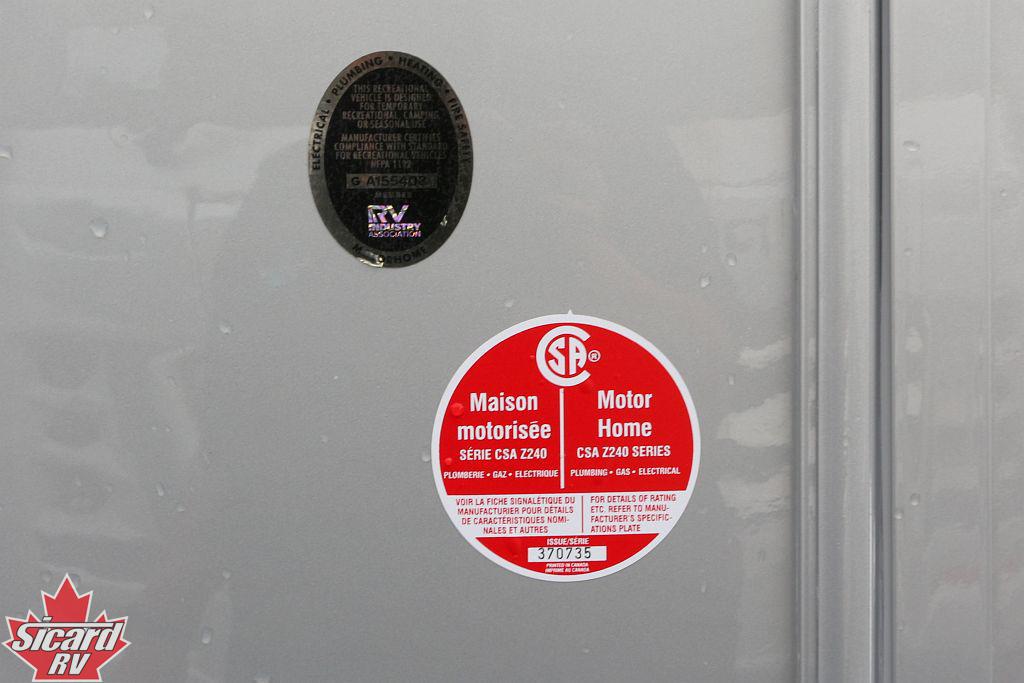 ELECTRICAL • PLUMBING • HEATING • FIRE SAFETY
THIS RECREATIONAL
VEHICLE IS DESIGNED
FOR TEMPORARY
RECREATIONAL, CAMPING,
OR SEASONAL USE
MANUFACTURER CERTIFIES
COMPLIANCE WITH STANDARD
FOR RECREATIONAL VEHICLES
NFPA 1192
G A155403
MEMBER
RV
INDUSTRY
ASSOCIATION
MOTORHOME
CSA®
Maison
motorisée
SÉRIE CSA Z240
PLOMBERIE • GAZ • ELECTRIQUE
Motor
Home
CSA Z240 SERIES
PLUMBING • GAS • ELECTRICAL
VOIR LA FICHE SIGNALÉTIQUE DU
MANUFACTURIER POUR DÉTAILS
DE CARACTÉRISTIQUES NOMI-
NALES ET AUTRES
FOR DETAILS OF RATING
ETC. REFER TO MANU-
FACTURER'S SPECIFIC-
ATIONS PLATE
ISSUE/SÉRIE
370735
PRINTED IN CANADA
IMPRIMÉ AU CANADA
Sicard
RV